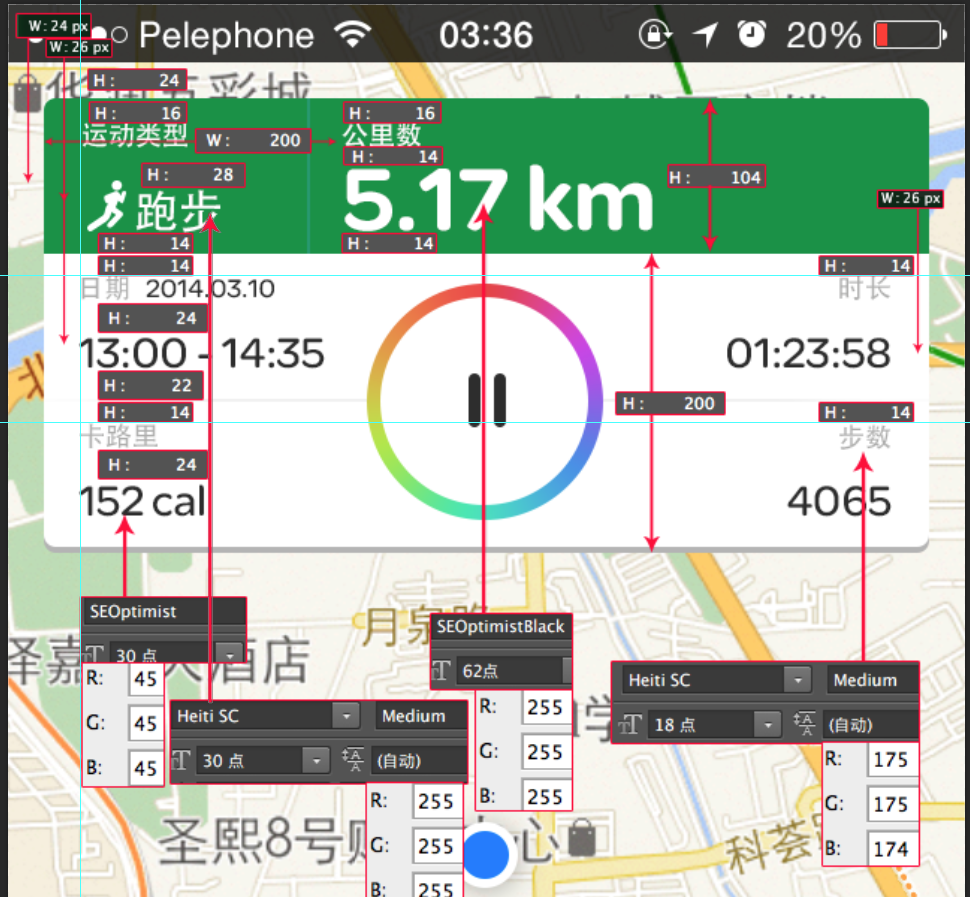 W: 24 px
Pelephone 03:36 20%
W: 26 px
H: 24
H: 16 H: 16
运动类型 W: 200 公里数
H: 14
H: 28 H: 104
跑步 5.17 km
W: 26 px
H: 14 H: 14
H: 14 H: 14
日期 2014.03.10 时长
H: 24
13:00 - 14:35 01:23:58
H: 22 H: 200
H: 14 H: 14
卡路里 步数
H: 24
152 cal 4065
SEOptimist
30 点
R: 45
G: 45
B: 45
Heiti SC Medium
30 点 (自动)
R: 255
G: 255
B: 255
SEOptimistBlack
62点
R: 255
G: 255
B: 255
Heiti SC Medium
18 点 (自动)
R: 175
G: 175
B: 174
月泉
酒店
圣熙8号 心
科荟